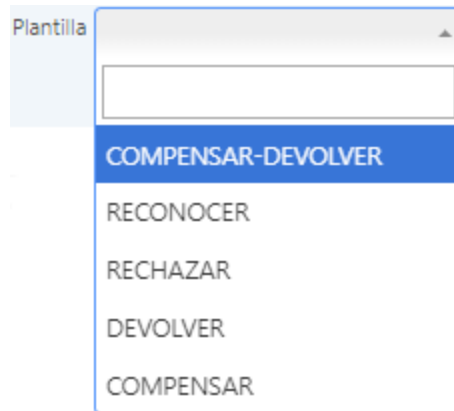 Plantilla
COMPENSAR-DEVOLVER
RECONOCER
RECHAZAR
DEVOLVER
COMPENSAR